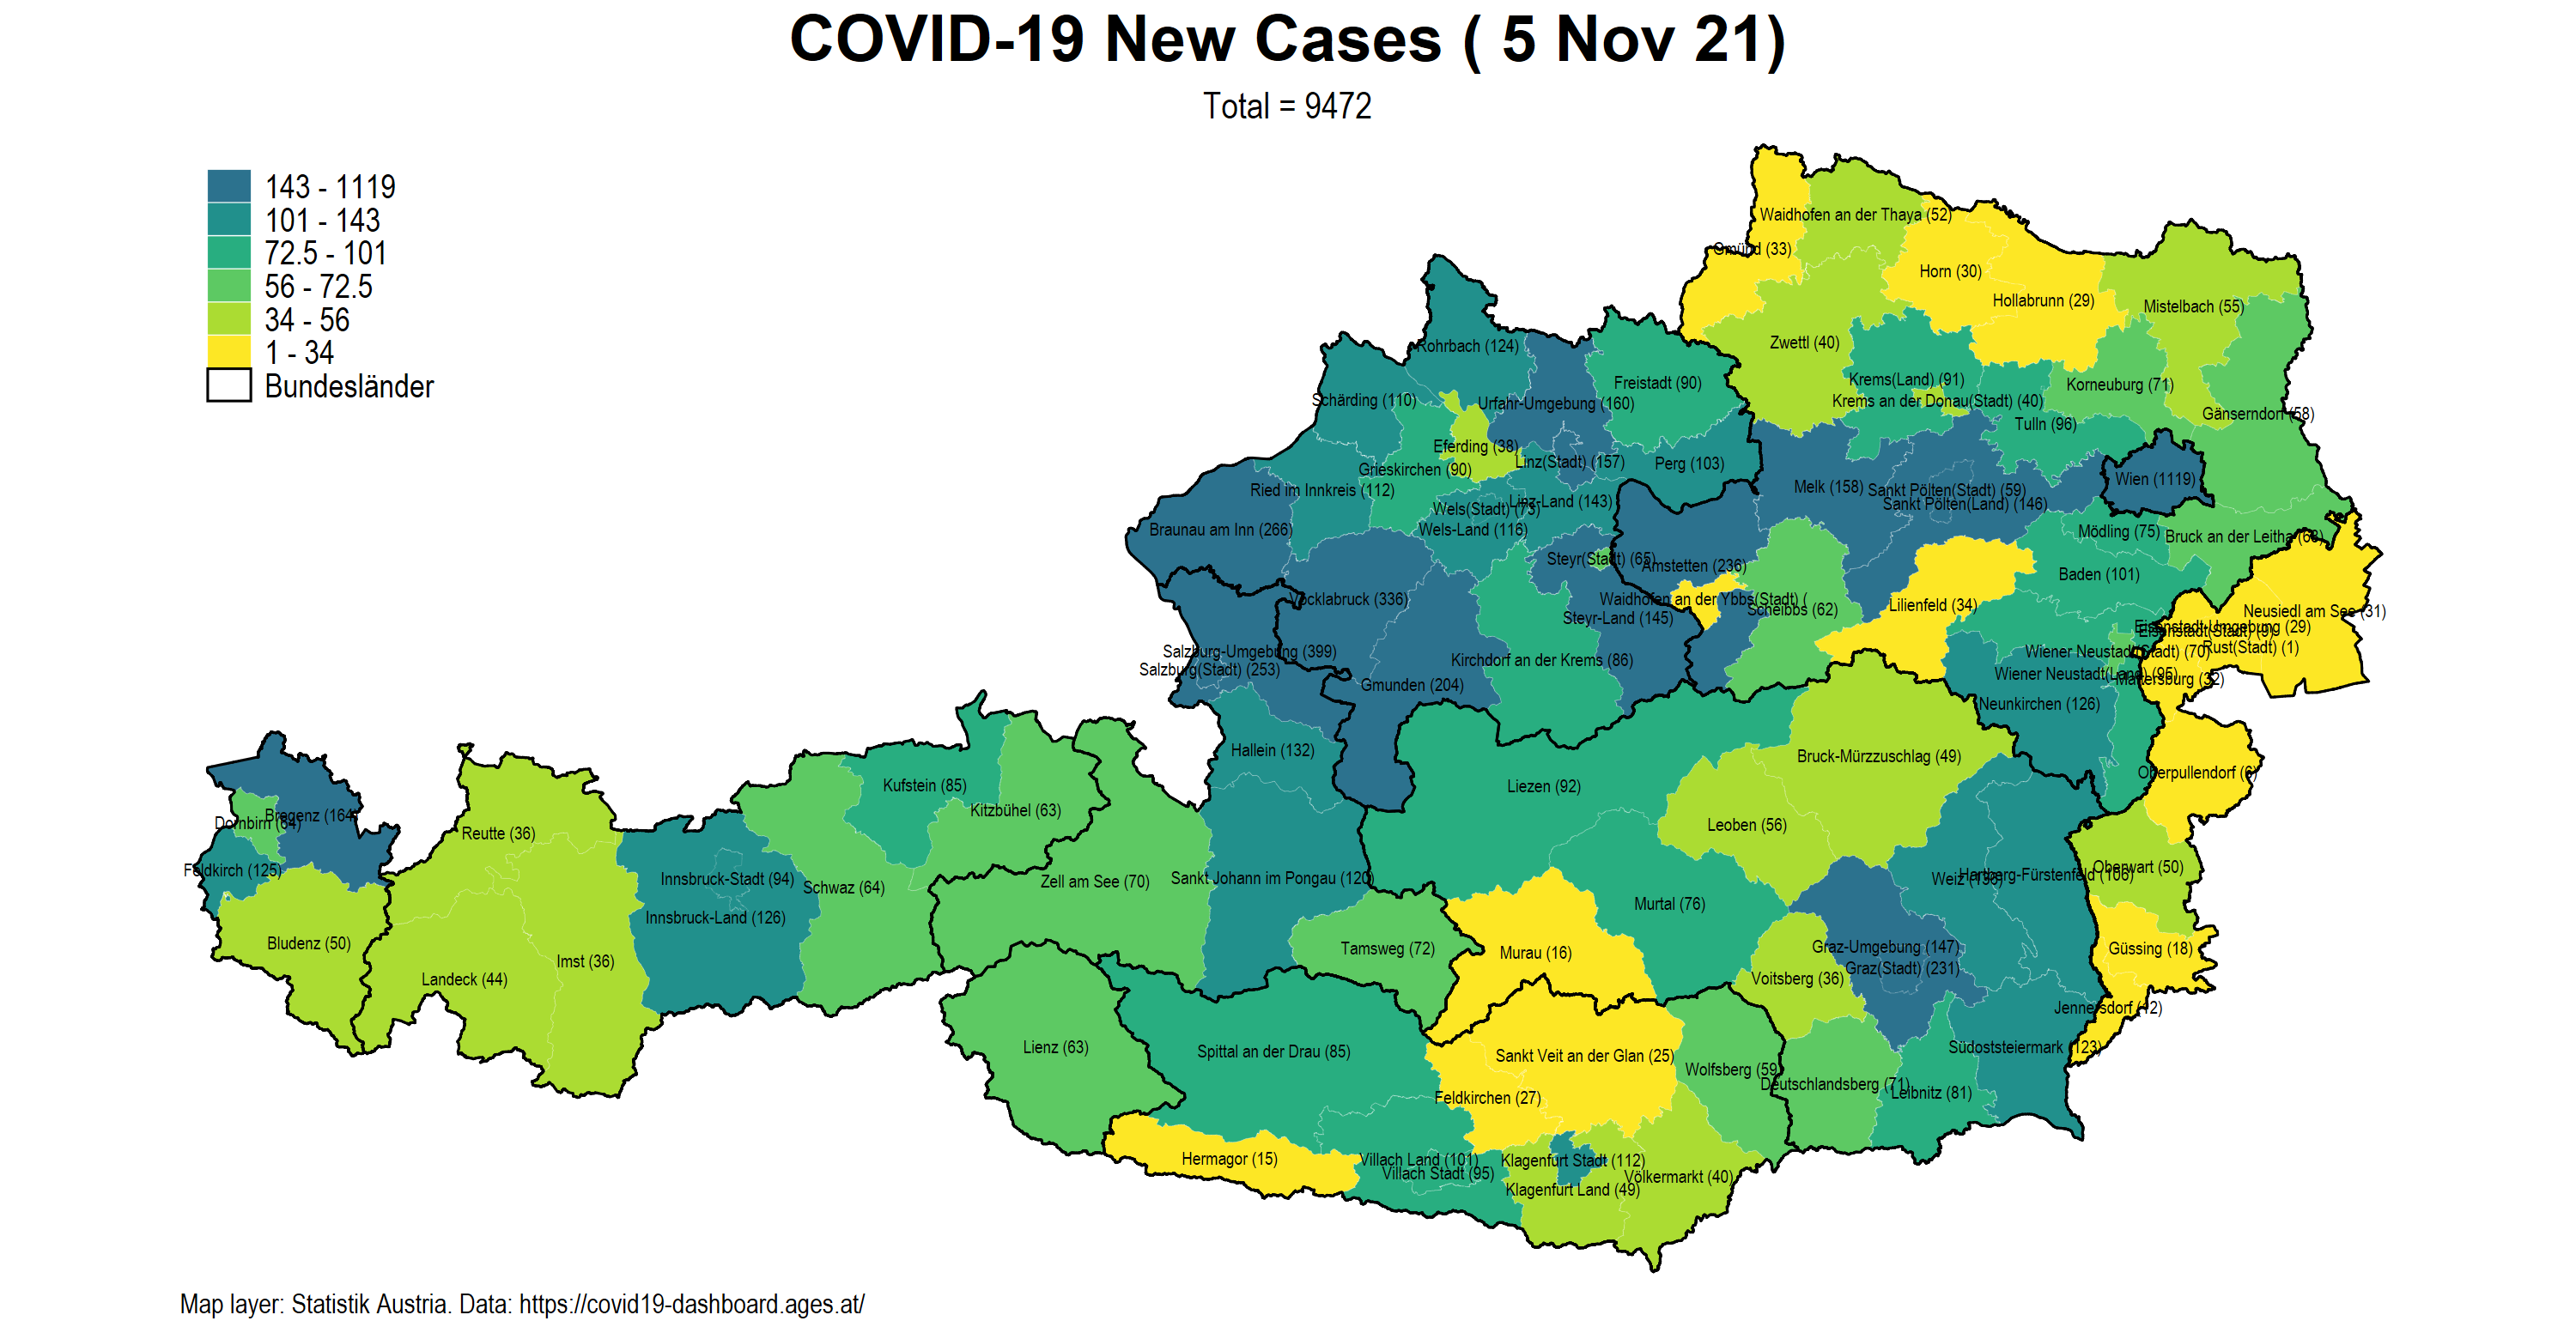 COVID-19 New Cases ( 5 Nov 21)
Total = 9472
143 - 1119
101 - 143
72.5 - 101
56 - 72.5
34 - 56
1 - 34
Bundesländer
Waidhofen an der Thaya (52)
Gmünd (33)
Horn (30)
Hollabrunn (29)
Mistelbach (55)
Zwettl (40)
Rohrbach (124)
Freistadt (90)
Krems(Land) (91)
Korneuburg (71)
Schärding (110)
Urfahr-Umgebung (160)
Krems an der Donau(Stadt) (40)
Gänserndorf (58)
Tulln (96)
Eferding (38)
Linz(Stadt) (157)
Perg (103)
Grieskirchen (90)
Wien (1119)
Ried im Innkreis (112)
Melk (158)
Sankt Pölten(Stadt) (59)
Linz-Land (143)
Sankt Pölten(Land) (146)
Wels(Stadt) (73)
Braunau am Inn (266)
Wels-Land (116)
Mödling (75)
Bruck an der Leitha
Steyr(Stadt) (65)
Amstetten (236)
Baden (101)
Vöcklabruck (336)
Waidhofen an der Ybbs(Stadt) (
Scheibbs (62)
Lilienfeld (34)
Neusiedl am See (31)
Steyr-Land (145)
Eisenstadt-Umgebung (29)
Eisenstadt(Stadt)
Rust(Stadt) (1)
Salzburg-Umgebung (399)
Wiener Neustadt(Stadt) (70)
Kirchdorf an der Krems (86)
Salzburg(Stadt) (253)
Wiener Neustadt(Land) (95)
Mattersburg (32)
Gmunden (204)
Neunkirchen (126)
Hallein (132)
Bruck-Mürzzuschlag (49)
Oberpullendorf (6)
Kufstein (85)
Liezen (92)
Kitzbühel (63)
Bregenz (164)
Dornbirn (64)
Reutte (36)
Leoben (56)
Oberwart (50)
Feldkirch (125)
Innsbruck-Stadt (94)
Schwaz (64)
Zell am See (70)
Sankt Johann im Pongau (120)
Weiz
Hartberg-Fürstenfeld (106)
Murtal (76)
Innsbruck-Land (126)
Bludenz (50)
Tamsweg (72)
Murau (16)
Graz-Umgebung (147)
Güssing (18)
Imst (36)
Graz(Stadt) (231)
Landeck (44)
Voitsberg (36)
Jennersdorf (12)
Lienz (63)
Spittal an der Drau (85)
Sankt Veit an der Glan (25)
Südoststeiermark (123)
Wolfsberg (59)
Deutschlandsberg (71)
Leibnitz (81)
Feldkirchen (27)
Hermagor (15)
Villach Land (101)
Klagenfurt Stadt (112)
Villach Stadt (95)
Völkermarkt (40)
Klagenfurt Land (49)
Map layer: Statistik Austria. Data: https://covid19-dashboard.ages.at/